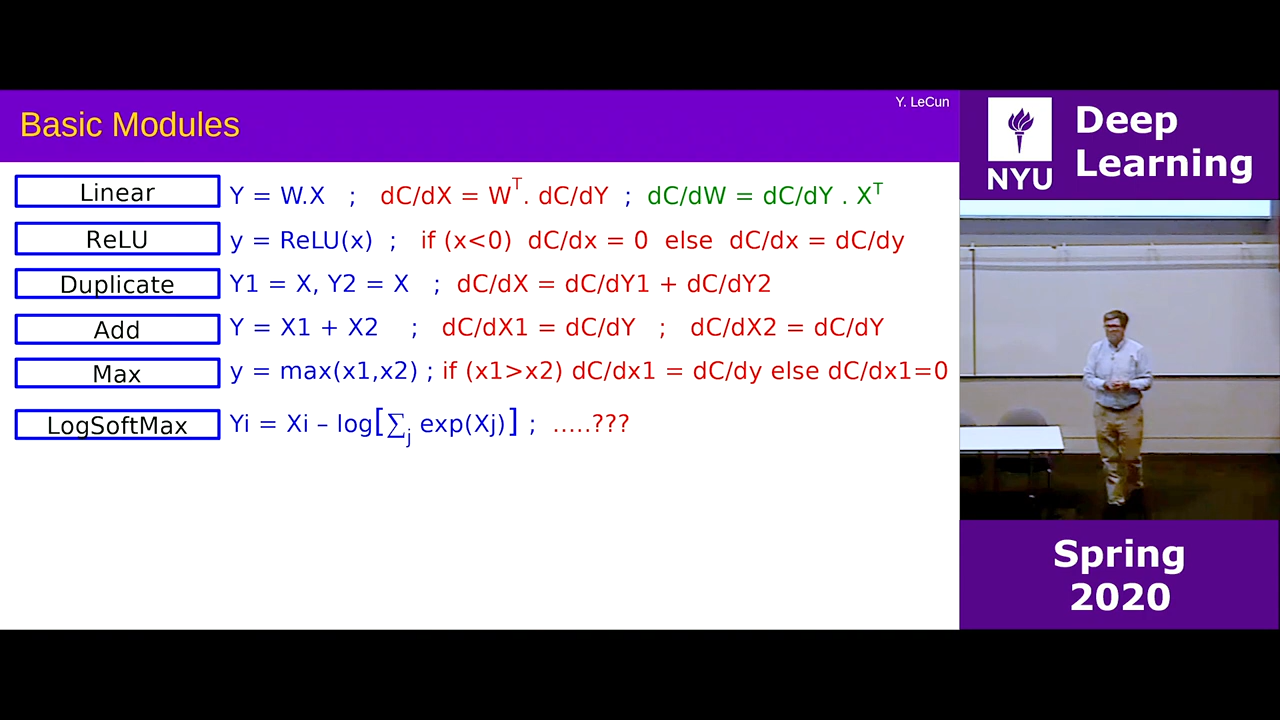 Y. LeCun
Basic Modules
Linear Y = W.X ; dC/dX = Wᵀ. dC/dY ; dC/dW = dC/dY . Xᵀ
ReLU y = ReLU(x) ; if (x<0) dC/dx = 0 else dC/dx = dC/dy
Duplicate Y1 = X, Y2 = X ; dC/dX = dC/dY1 + dC/dY2
Add Y = X1 + X2 ; dC/dX1 = dC/dY ; dC/dX2 = dC/dY
Max y = max(x1,x2) ; if (x1>x2) dC/dx1 = dC/dy else dC/dx1=0
LogSoftMax Yi = Xi – log[∑ⱼ exp(Xj)] ; .....???
NYU
Deep
Learning
Spring
2020